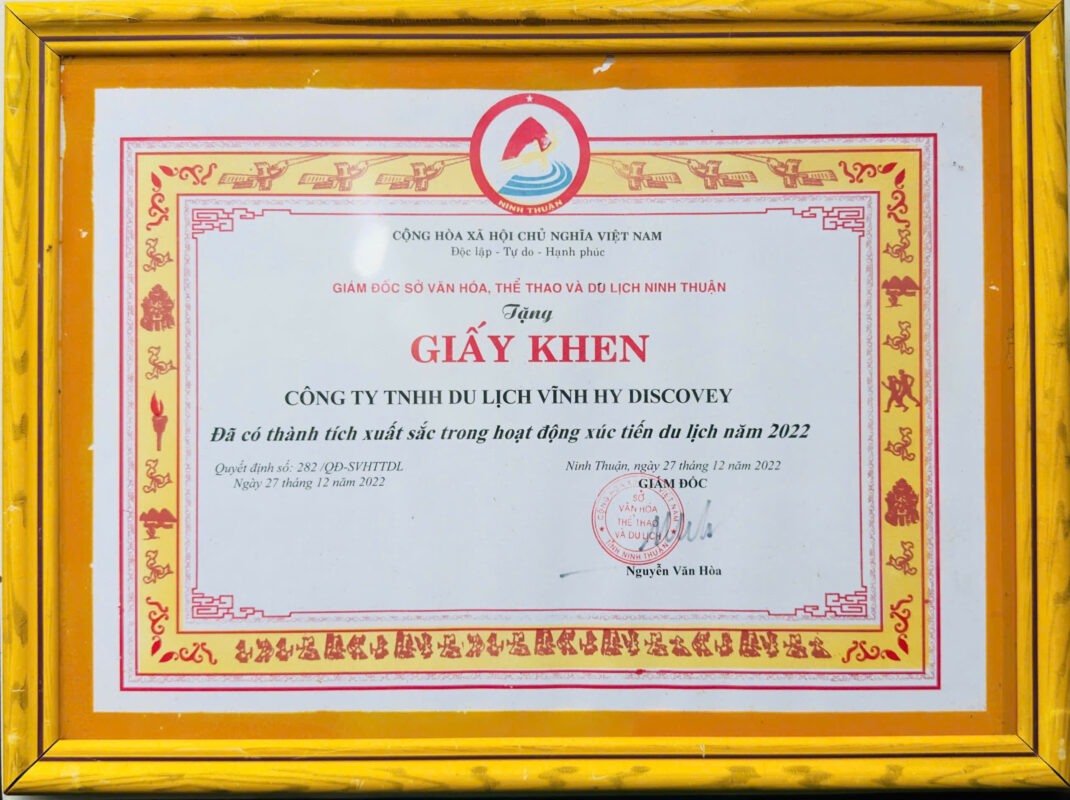 NINH THUẬN
CỘNG HÒA XÃ HỘI CHỦ NGHĨA VIỆT NAM
Độc lập - Tự do - Hạnh phúc
GIÁM ĐỐC SỞ VĂN HÓA, THỂ THAO VÀ DU LỊCH NINH THUẬN
Tặng
GIẤY KHEN
CÔNG TY TNHH DU LỊCH VĨNH HY DISCOVEY
Đã có thành tích xuất sắc trong hoạt động xúc tiến du lịch năm 2022
Quyết định số: 282 /QĐ-SVHTTDL
Ngày 27 tháng 12 năm 2022
Ninh Thuận, ngày 27 tháng 12 năm 2022
GIÁM ĐỐC
SỞ
VĂN HÓA
THỂ THAO
VÀ DU LỊCH
TỈNH NINH THUẬN
Nguyễn Văn Hòa